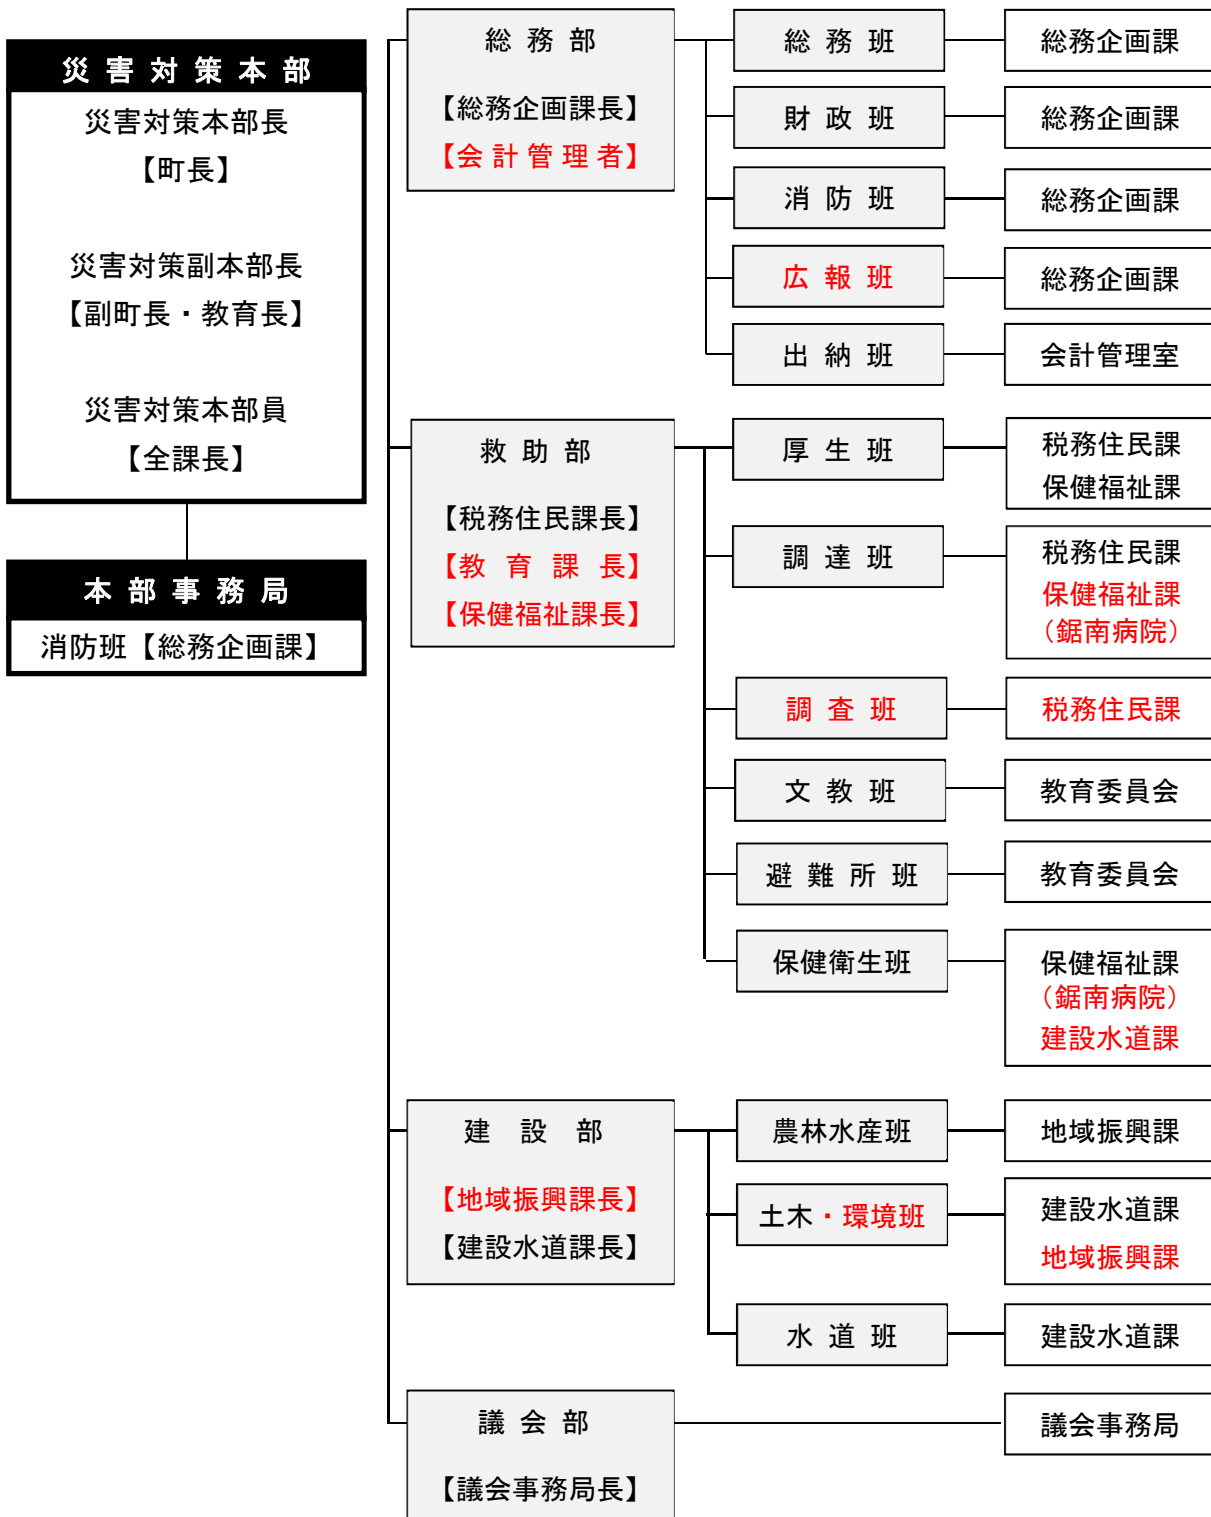 災害対策本部
災害対策本部長
【町長】
災害対策副本部長
【副町長・教育長】
災害対策本部員
【全課長】
本部事務局
消防班【総務企画課】
総務部
【総務企画課長】
【会計管理者】
総務班
総務企画課
財政班
総務企画課
消防班
総務企画課
広報班
総務企画課
出納班
会計管理室
救助部
【税務住民課長】
【教育課長】
【保健福祉課長】
厚生班
税務住民課
保健福祉課
調達班
税務住民課
保健福祉課
（鋸南病院）
調査班
税務住民課
文教班
教育委員会
避難所班
教育委員会
保健衛生班
保健福祉課
（鋸南病院）
建設水道課
建設部
【地域振興課長】
【建設水道課長】
農林水産班
地域振興課
土木・環境班
建設水道課
地域振興課
水道班
建設水道課
議会部
【議会事務局長】
議会事務局